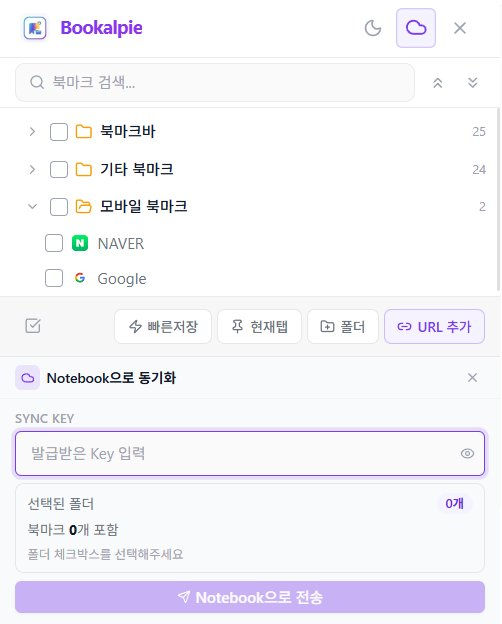 Bookalpie
북마크 검색...
북마크바 25
기타 북마크 24
모바일 북마크 2
NAVER
Google
빠른저장 현재탭 폴더 URL 추가
Notebook으로 동기화
SYNC KEY
발급받은 Key 입력
선택된 폴더 0개
북마크 0개 포함
폴더 체크박스를 선택해주세요
Notebook으로 전송